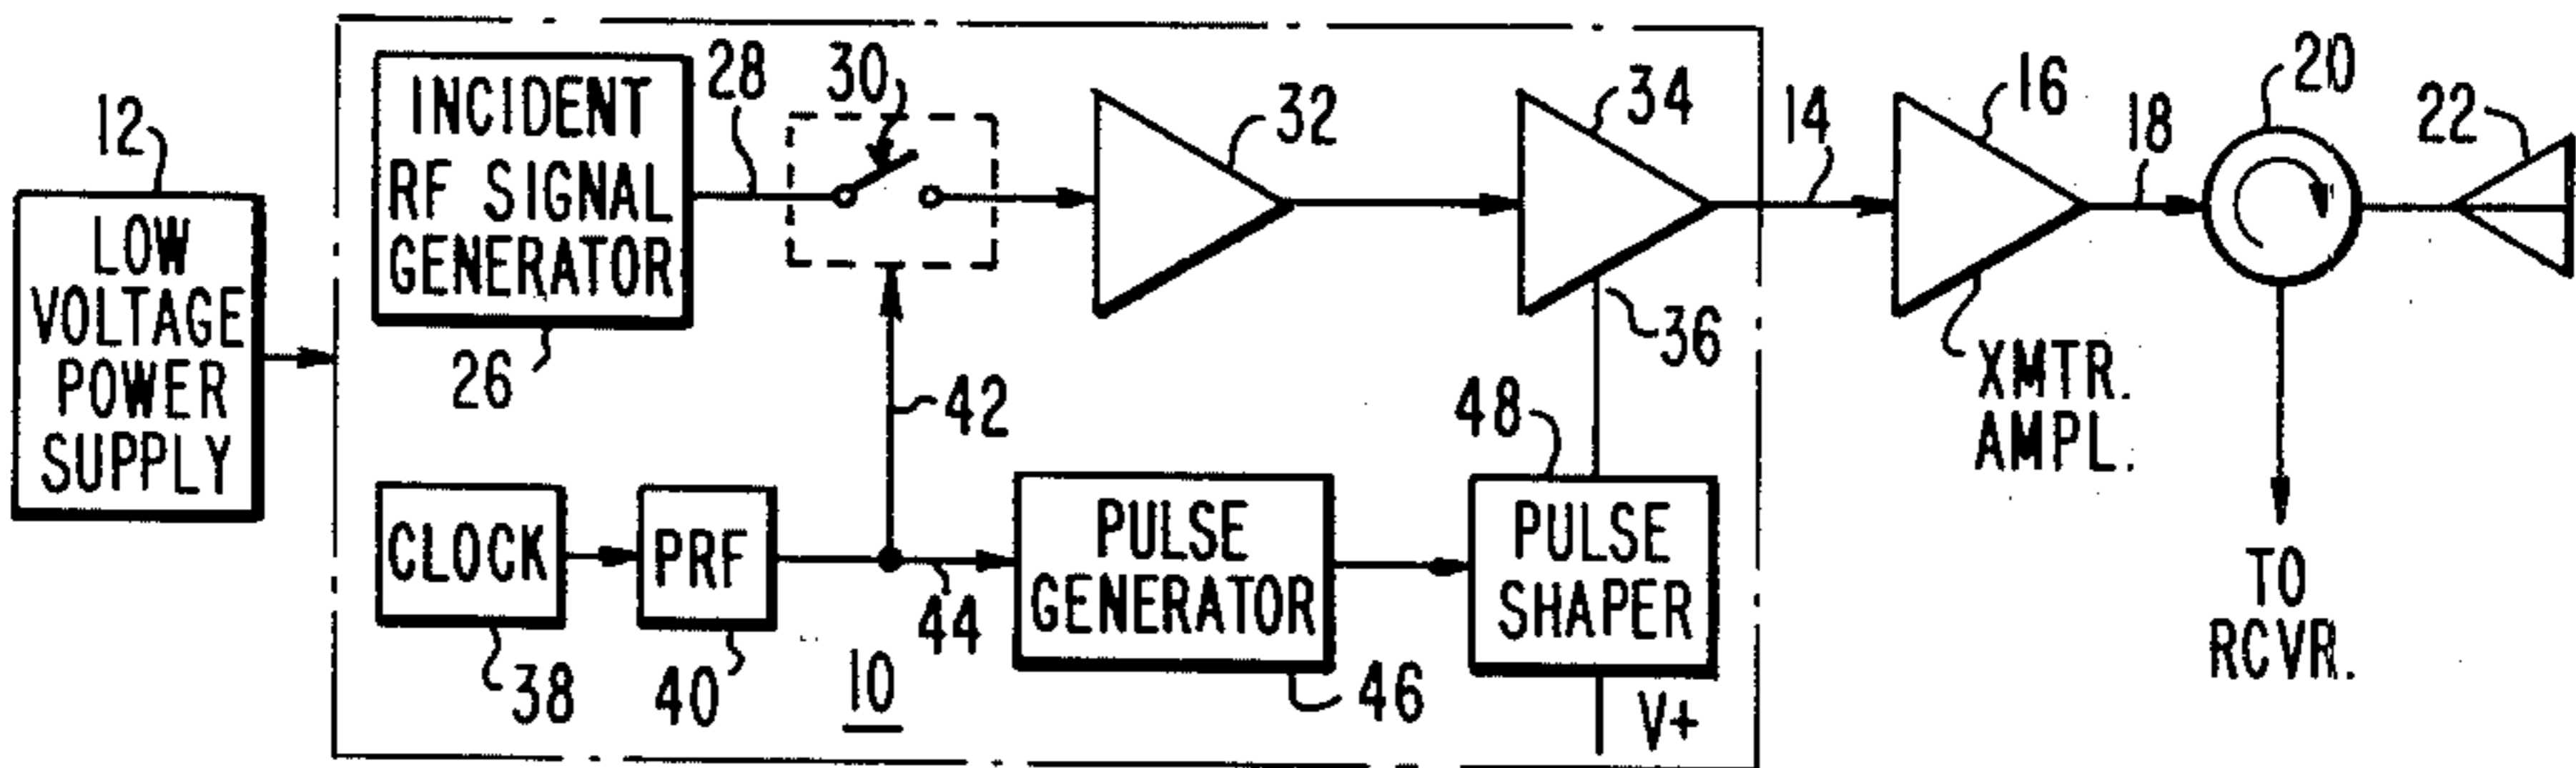 12
LOW
VOLTAGE
POWER
SUPPLY
INCIDENT
RF SIGNAL
GENERATOR
26
28
30
32
34
36
14
16
XMTR.
AMPL.
18
20
22
TO
RCVR.
CLOCK
38
PRF
40
42
44
10
PULSE
GENERATOR
46
48
PULSE
SHAPER
V+